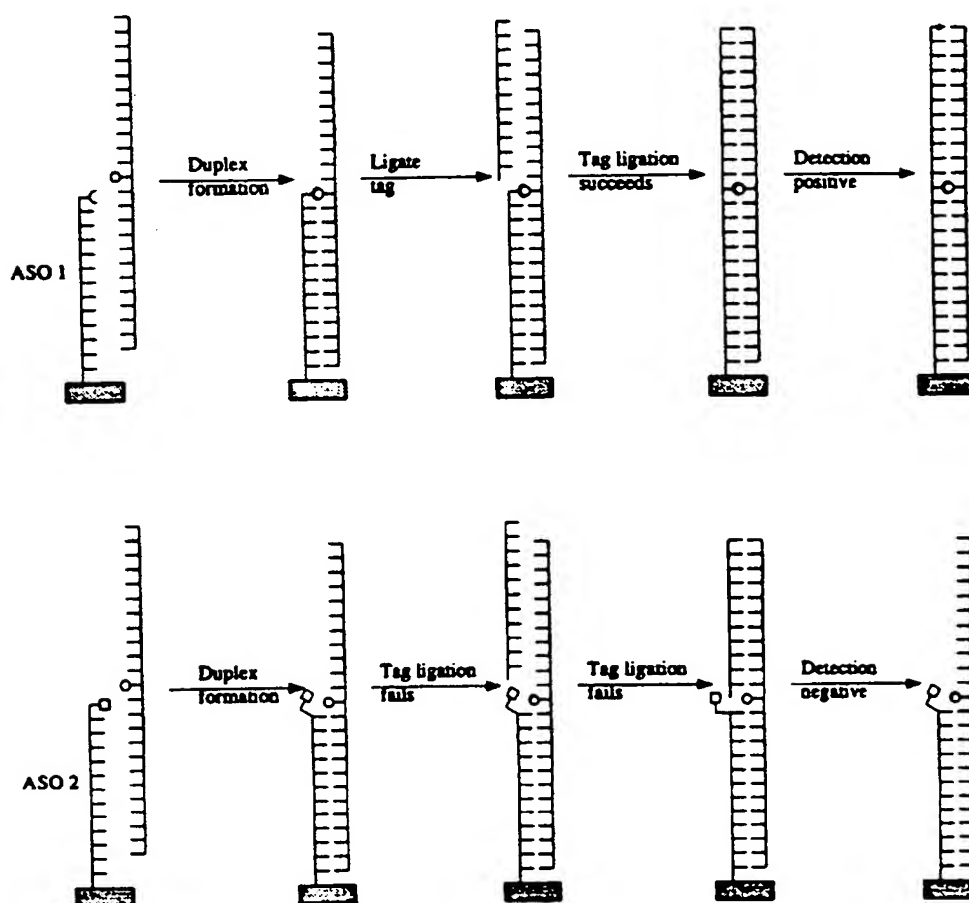 Duplex
formation
Ligate
tag
Tag ligation
succeeds
Detection
positive
ASO 1
Duplex
formation
Tag ligation
fails
Tag ligation
fails
Detection
negative
ASO 2